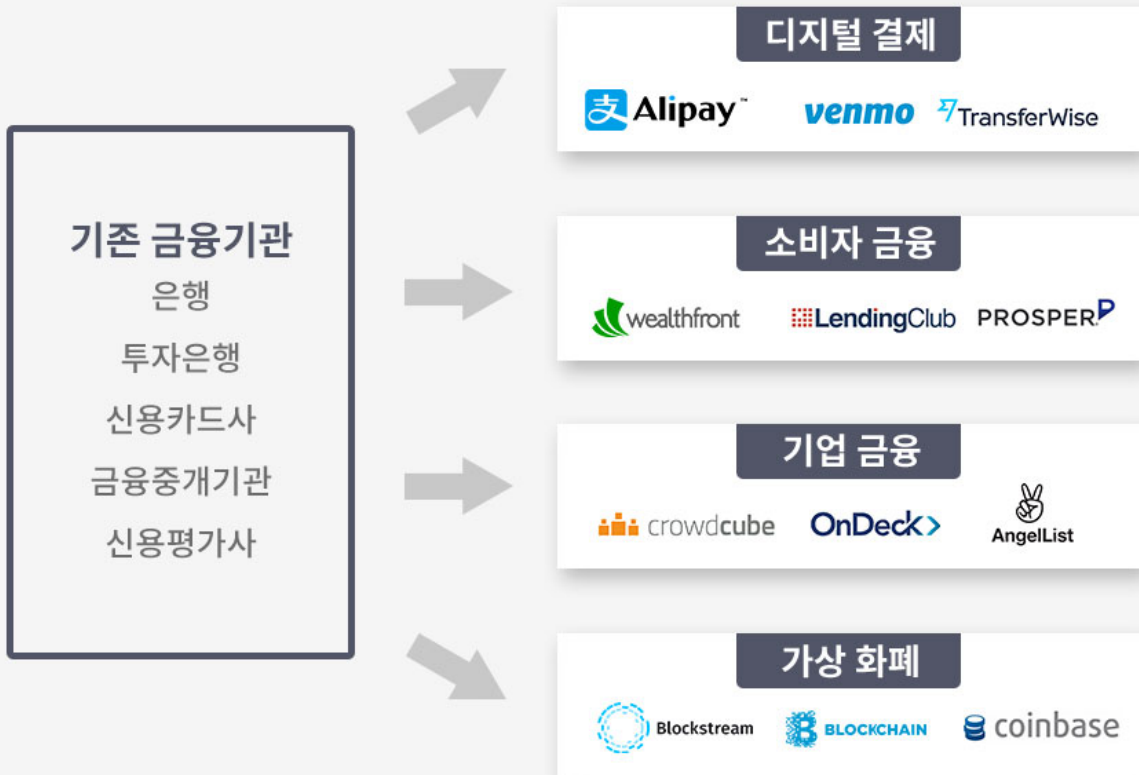 기존 금융기관
은행
투자은행
신용카드사
금융중개기관
신용평가사
디지털 결제
支 Alipay™ venmo TransferWise
소비자 금융
wealthfront LendingClub PROSPER
기업 금융
crowdcube OnDeck AngelList
가상 화폐
Blockstream BLOCKCHAIN coinbase